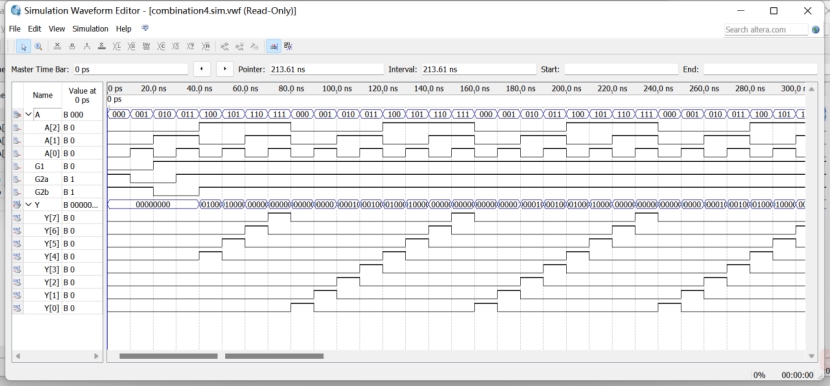 Simulation Waveform Editor - [combination4.sim.vwf (Read-Only)]
File Edit View Simulation Help
Search altera.com
Master Time Bar: 0 ps Pointer: 213.61 ns Interval: 213.61 ns Start: End:
Name Value at 0 ps
0 ps 20.0 ns 40.0 ns 60.0 ns 80.0 ns 100.0 ns 120.0 ns 140.0 ns 160.0 ns 180.0 ns 200.0 ns 220.0 ns 240.0 ns 260.0 ns 280.0 ns 300.0
0 ps
A B 000 000 001 010 011 100 101 110 111 000 001 010 011 100 101 110 111 000 001 010 011 100 101 110 111 000 001 010 011 100 101
A[2] B 0
A[1] B 0
A[0] B 0
G1 B 0
G2a B 1
G2b B 1
Y B 00000... 00000000
Y[7] B 0
Y[6] B 0
Y[5] B 0
Y[4] B 0
Y[3] B 0
Y[2] B 0
Y[1] B 0
Y[0] B 0
0% 00:00:00